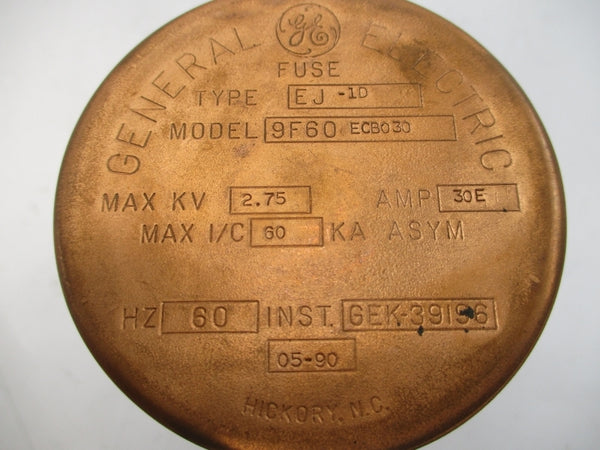 GENERAL GE ELECTRIC
FUSE
TYPE EJ -1D
MODEL 9F60 ECB030
MAX KV 2.75 AMP 30E
MAX I/C 60 KA ASYM
HZ 60 INST. GEK-39196
05-90
HICKORY, N.C.